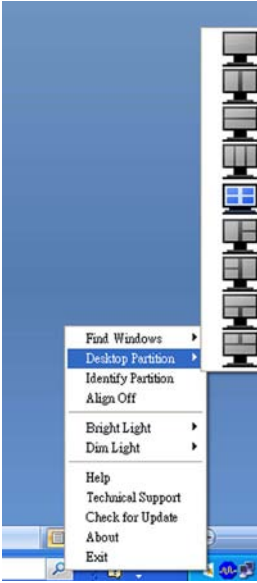 Find Windows
Desktop Partition
Identify Partition
Align Off
Bright Light
Dim Light
Help
Technical Support
Check for Update
About
Exit